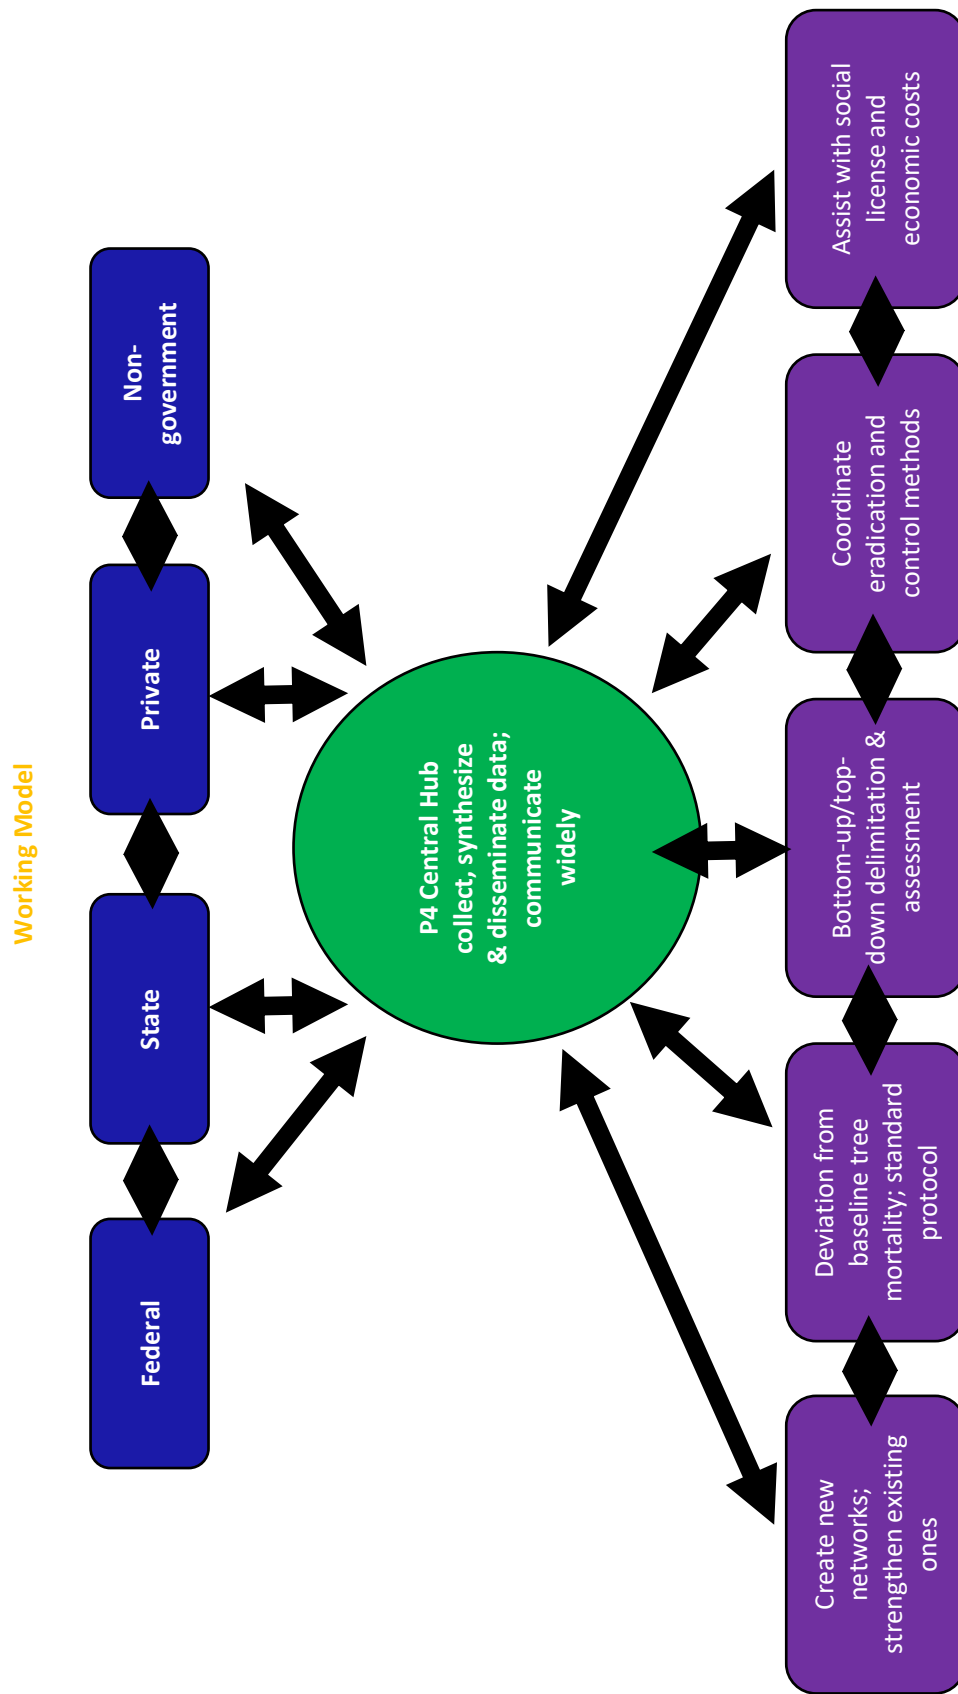 Working Model
Federal
State
Private
Non-
government
P4 Central Hub
collect, synthesize
& disseminate data;
communicate
widely
Create new
networks;
strengthen existing
ones
Deviation from
baseline tree
mortality; standard
protocol
Bottom-up/top-
down delimitation &
assessment
Coordinate
eradication and
control methods
Assist with social
license and
economic costs